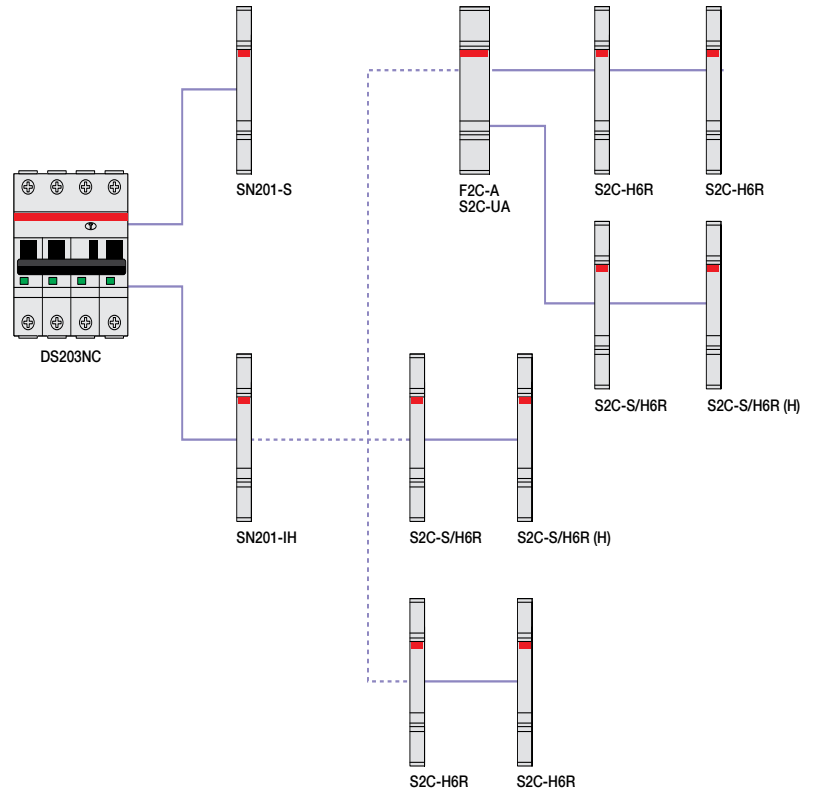 SN201-S
F2C-A
S2C-UA
S2C-H6R
S2C-H6R
DS203NC
S2C-S/H6R
S2C-S/H6R (H)
SN201-IH
S2C-S/H6R
S2C-S/H6R (H)
S2C-H6R
S2C-H6R